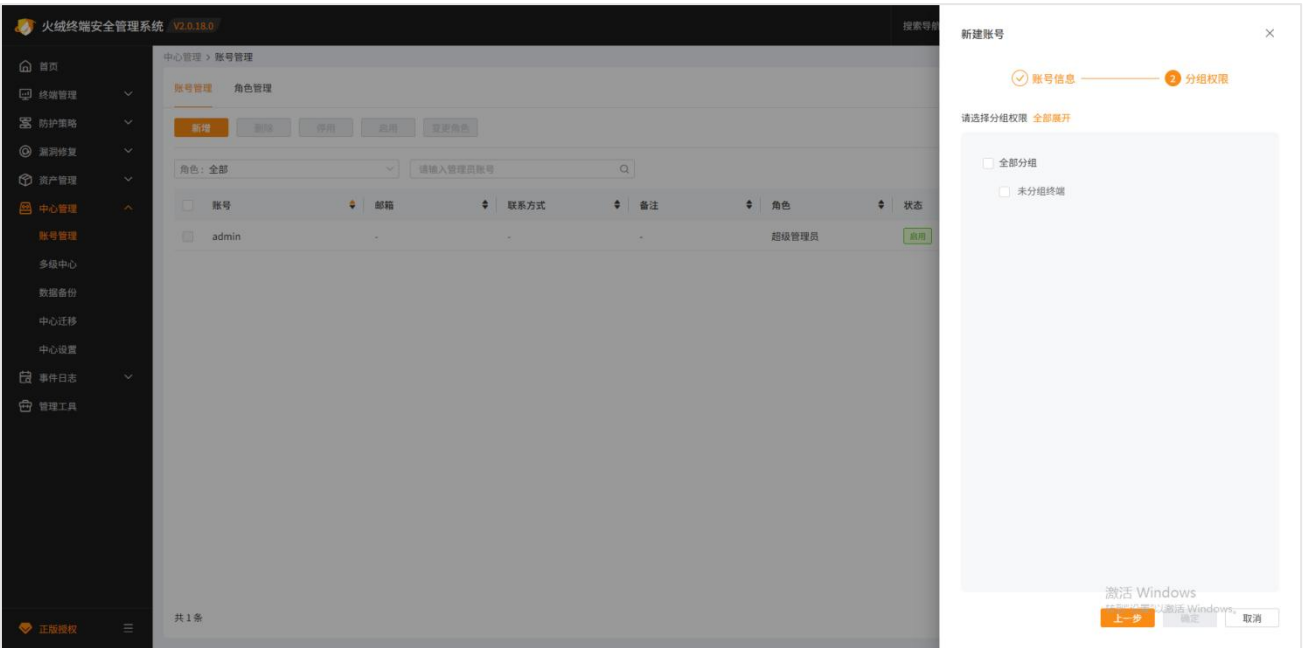 火绒终端安全管理系统 V2.0.18.0
搜索导航
首页
终端管理
防护策略
漏洞修复
资产管理
中心管理
账号管理
多级中心
数据备份
中心迁移
中心设置
事件日志
管理工具
正版授权
中心管理 > 账号管理
账号管理 角色管理
新增 删除 停用 启用 变更角色
角色：全部 请输入管理员账号
账号 邮箱 联系方式 备注 角色 状态
admin - - - 超级管理员 启用
共 1 条
新建账号
账号信息 2 分组权限
请选择分组权限 全部展开
全部分组
未分组终端
激活 Windows
Windows。
上一步 确定 取消